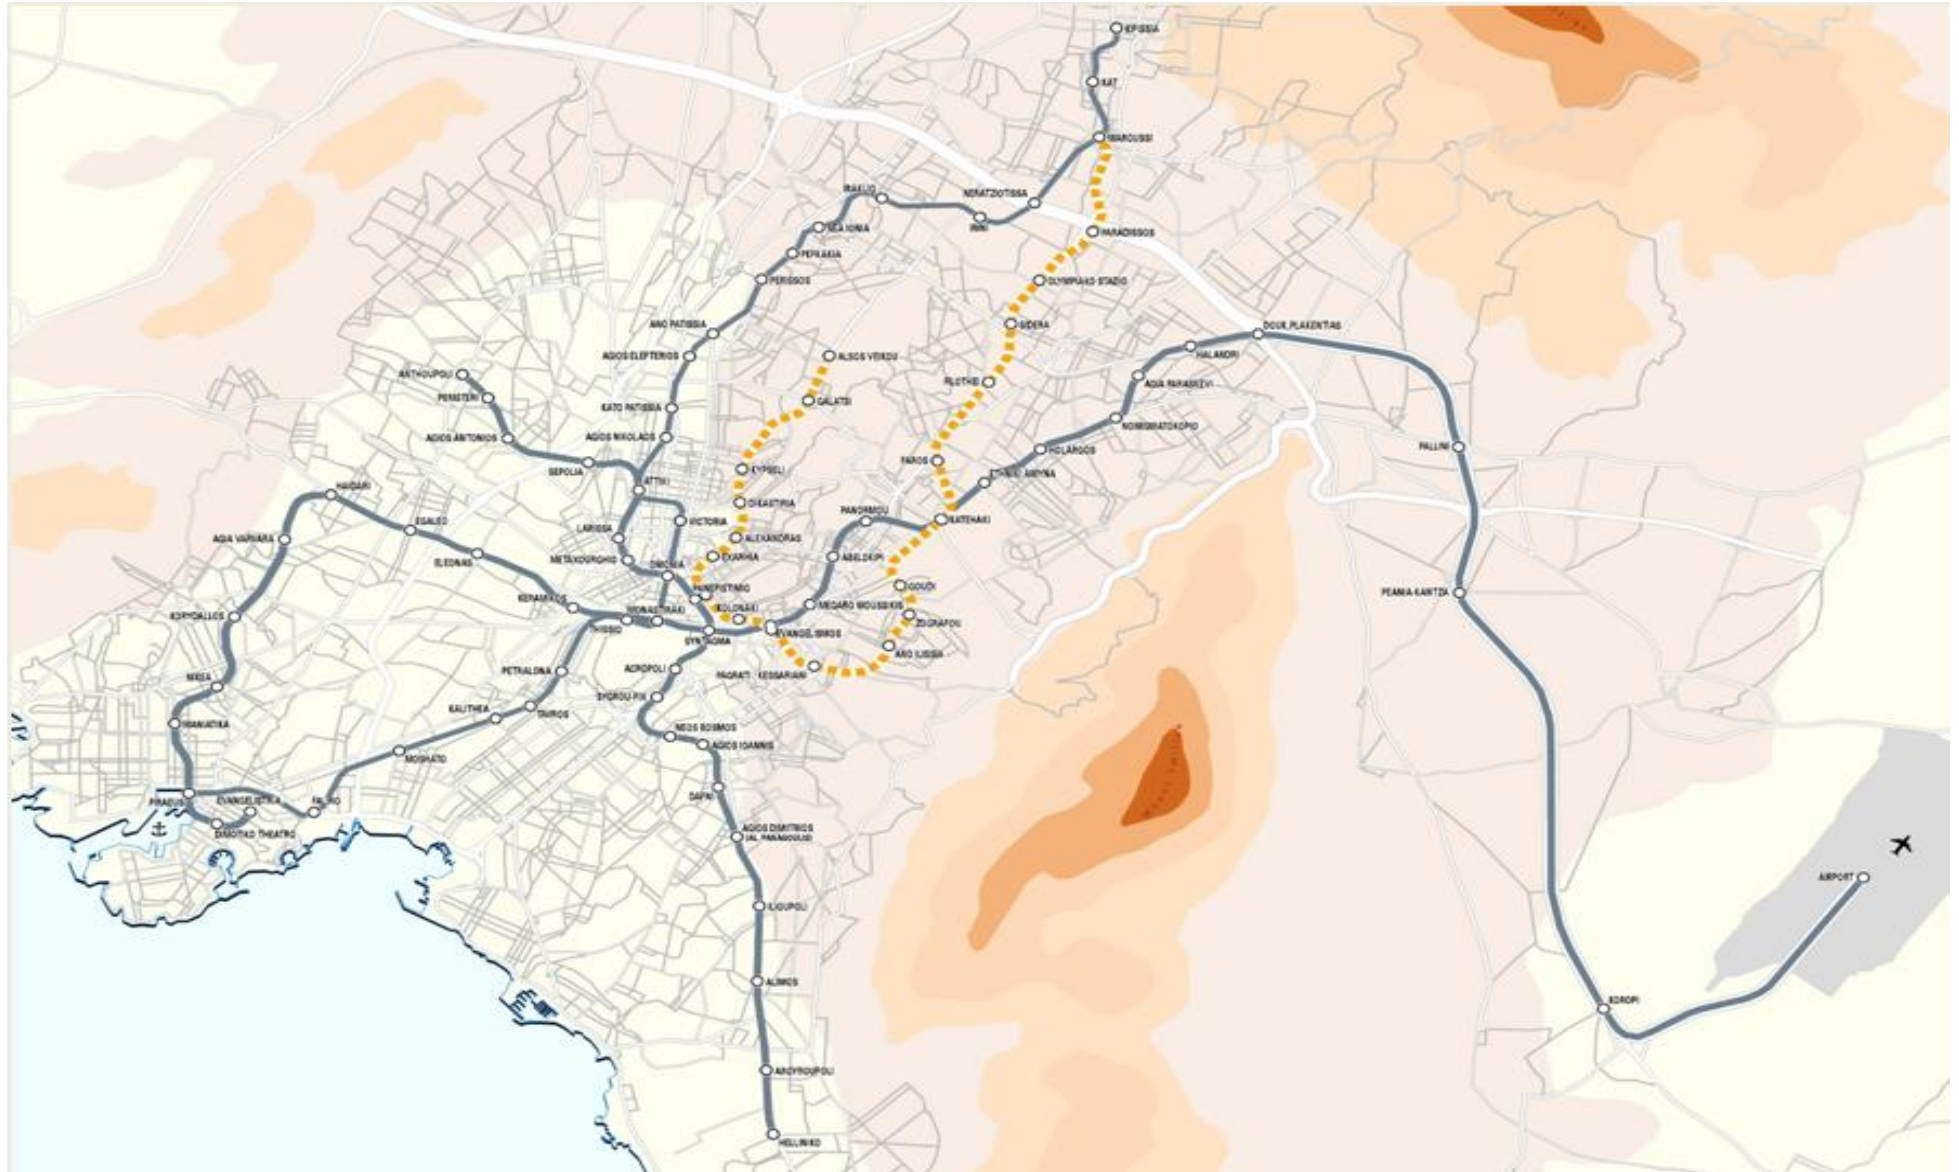 KIFISSIA
KAT
MAROUSSI
IRAKLIO
NERATZIOTISSA
IRINI
NEA IONIA
PARADISSOS
PEFKAKIA
PERISSOS
OLYMPIAKO STADIO
SIDERA
ANO PATISSIA
DOUK. PLAKENTIAS
HALANDRI
AGIOS ELEFTERIOS
ALSOS VEIKOU
ANTHOUPOLI
FILOTHEI
AGIA PARASKEVI
PERISTERI
GALATSI
KATO PATISSIA
NOMISMATOKOPIO
AGIOS ANTONIOS
AGIOS NIKOLAOS
HOLARGOS
PALLINI
FAROS
SEPOLIA
KYPSELI
ETHNIKI AMYNA
ATTIKI
HAIDARI
DIKASTIRIA
PANORMOU
KATEHAKI
EGALEO
VICTORIA
LARISSA
AGIA VARVARA
ALEXANDRAS
ELEONAS
METAXOURGHIO
EXARHIA
ABELOKIPI
OMONIA
GOUDI
PANEPISTIMIO
PEANIA-KANTZA
KERAMIKOS
MONASTIRAKI
KOLONAKI
MEGARO MOUSSIKIS
KORYDALLOS
THISSIO
ZOGRAFOU
SYNTAGMA
EVANGELISMOS
ANO ILISSIA
PETRALONA
ACROPOLI
PAGRATI
KESSARIANI
NIKEA
SYGROU-FIX
KALITHEA
TAVROS
MANIATIKA
NEOS KOSMOS
AGIOS IOANNIS
MOSHATO
DAFNI
PIRAEUS
EVANGELISTRIA
FALIRO
DIMOTIKO THEATRO
AGIOS DIMITRIOS
(AL. PANAGOULIS)
AIRPORT
ILIOUPOLI
ALIMOS
KOROPI
ARGYROUPOLI
HELLINIKO